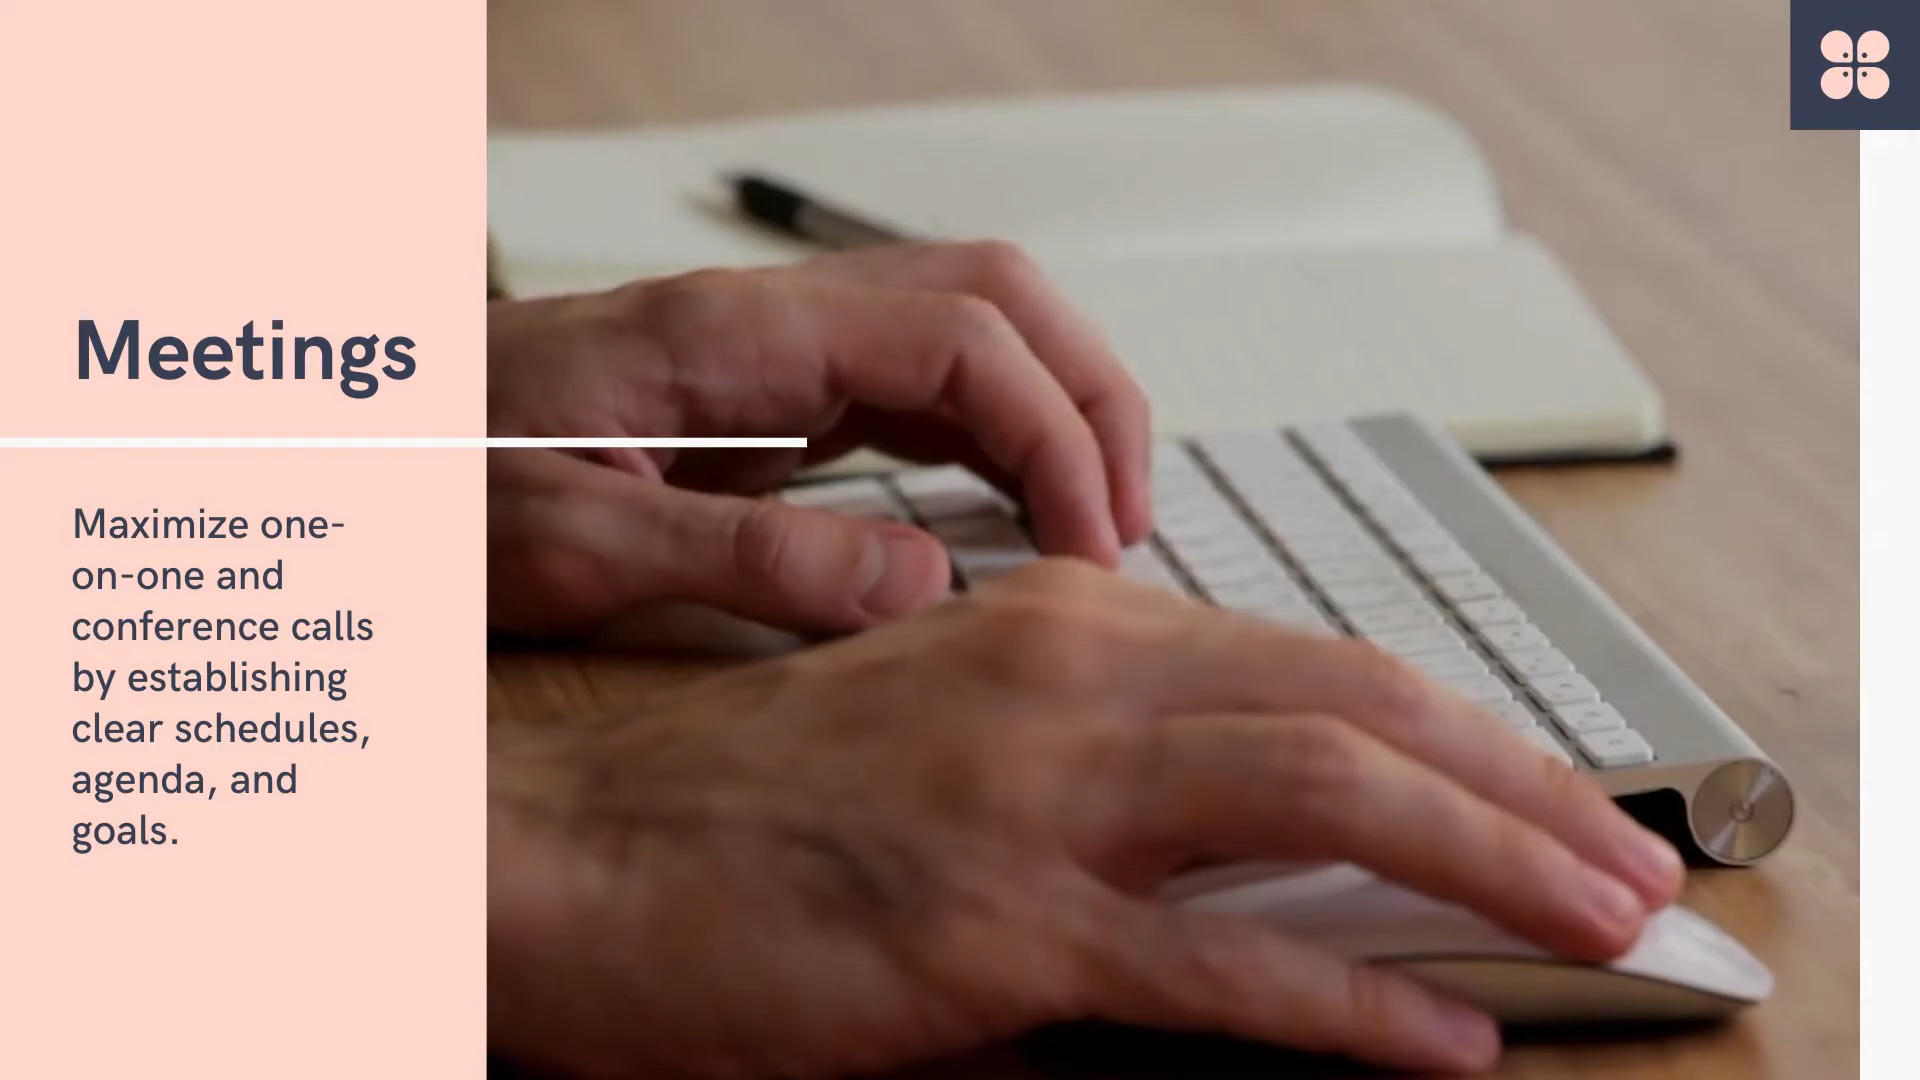 Meetings
Maximize one-
on-one and
conference calls
by establishing
clear schedules,
agenda, and
goals.